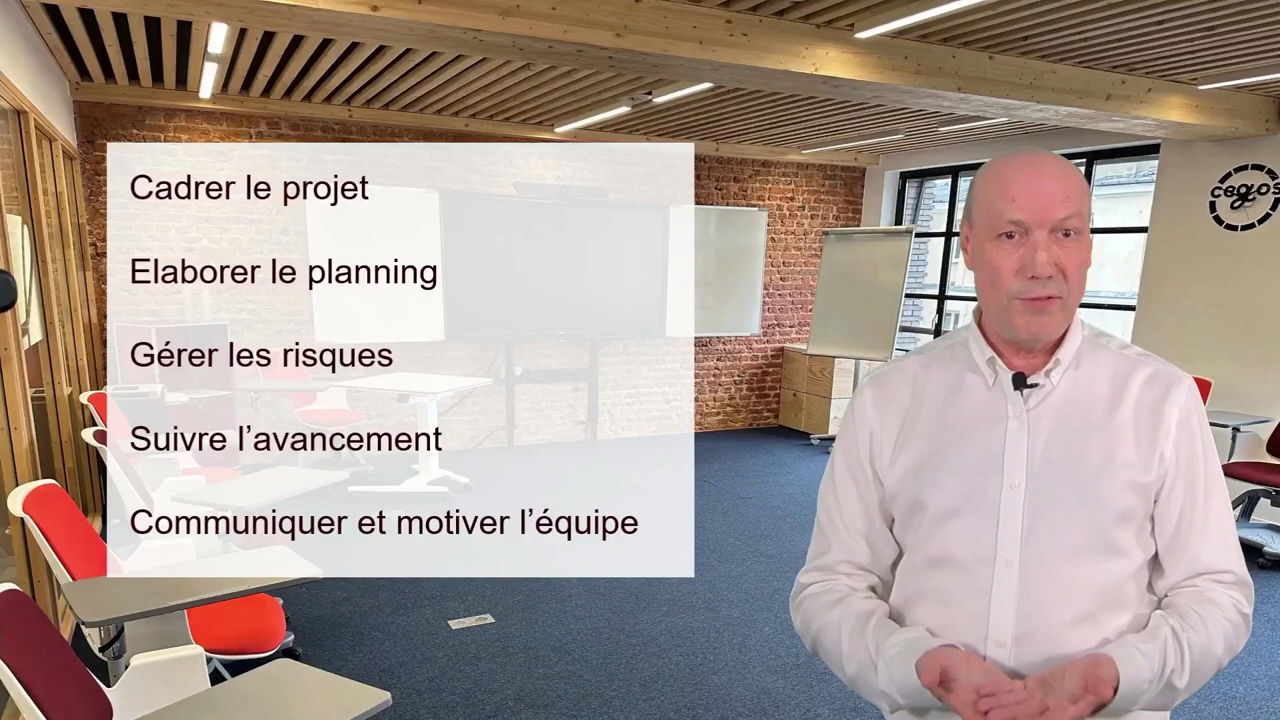 Cadrer le projet
Elaborer le planning
Gérer les risques
Suivre l’avancement
Communiquer et motiver l’équipe
cegos